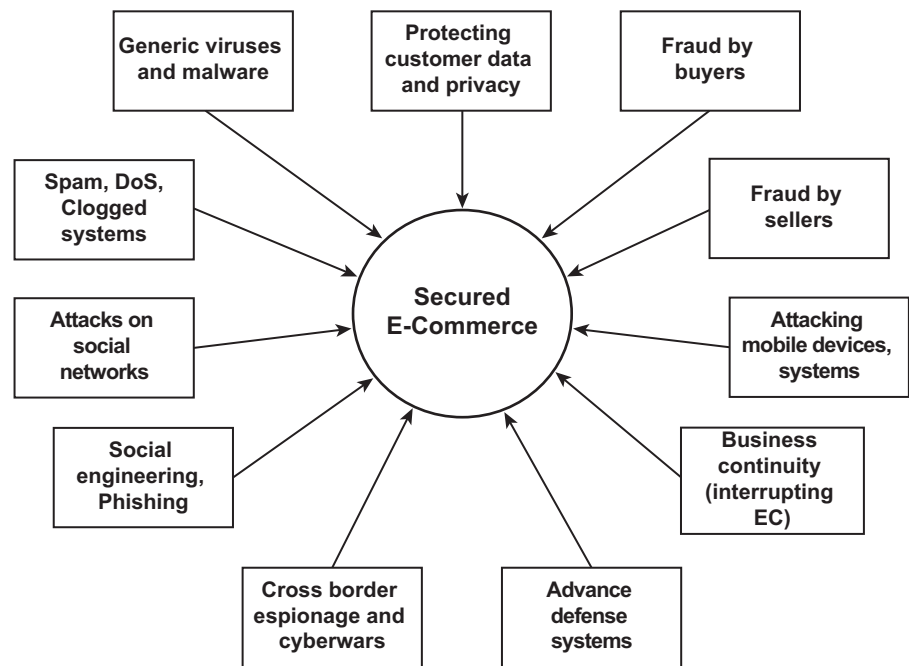 Generic viruses
and malware
Protecting
customer data
and privacy
Fraud by
buyers
Spam, DoS,
Clogged
systems
Fraud by
sellers
Secured
E-Commerce
Attacks on
social
networks
Attacking
mobile devices,
systems
Social
engineering,
Phishing
Business
continuity
(interrupting
EC)
Cross border
espionage and
cyberwars
Advance
defense
systems